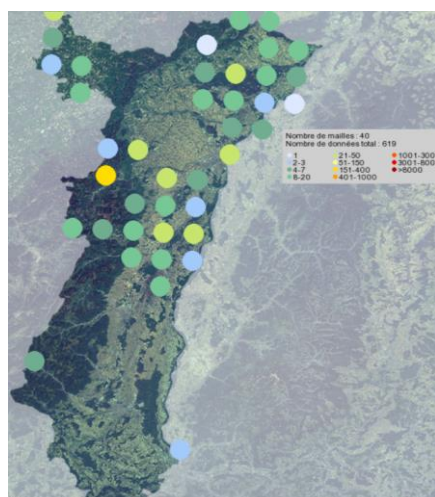 Nombre de mailles : 40
Nombre de données total : 619
1 21-50 1001-300
2-3 51-150 3001-800
4-7 151-400 >8000
8-20 401-1000